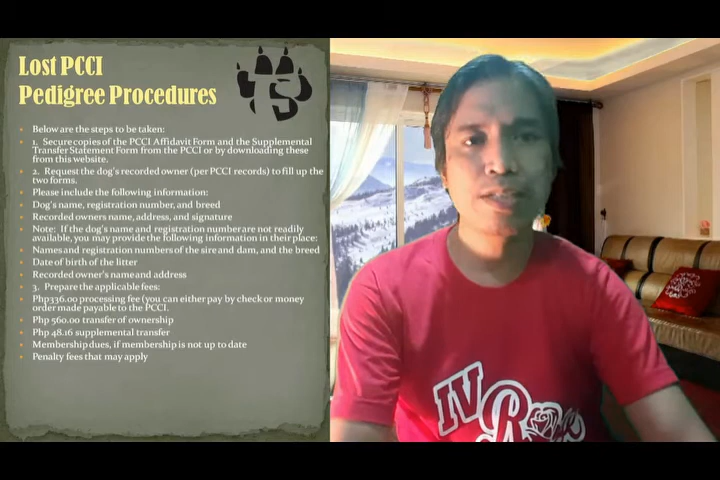 Lost PCCI
Pedigree Procedures
TS
Below are the steps to be taken:
1. Secure copies of the PCCI Affidavit Form and the Supplemental
Transfer Statement Form from the PCCI or by downloading these
from this website.
2. Request the dog's recorded owner (per PCCI records) to fill up the
two forms.
Please include the following information:
Dog's name, registration number, and breed
Recorded owners name, address, and signature
Note: If the dog's name and registration number are not readily
available, you may provide the following information in their place:
Names and registration numbers of the sire and dam, and the breed
Date of birth of the litter
Recorded owner's name and address
3. Prepare the applicable fees:
Php336.00 processing fee (you can either pay by check or money
order made payable to the PCCI.
Php 560.00 transfer of ownership
Php 48.16 supplemental transfer
Membership dues, if membership is not up to date
Penalty fees that may apply
IV